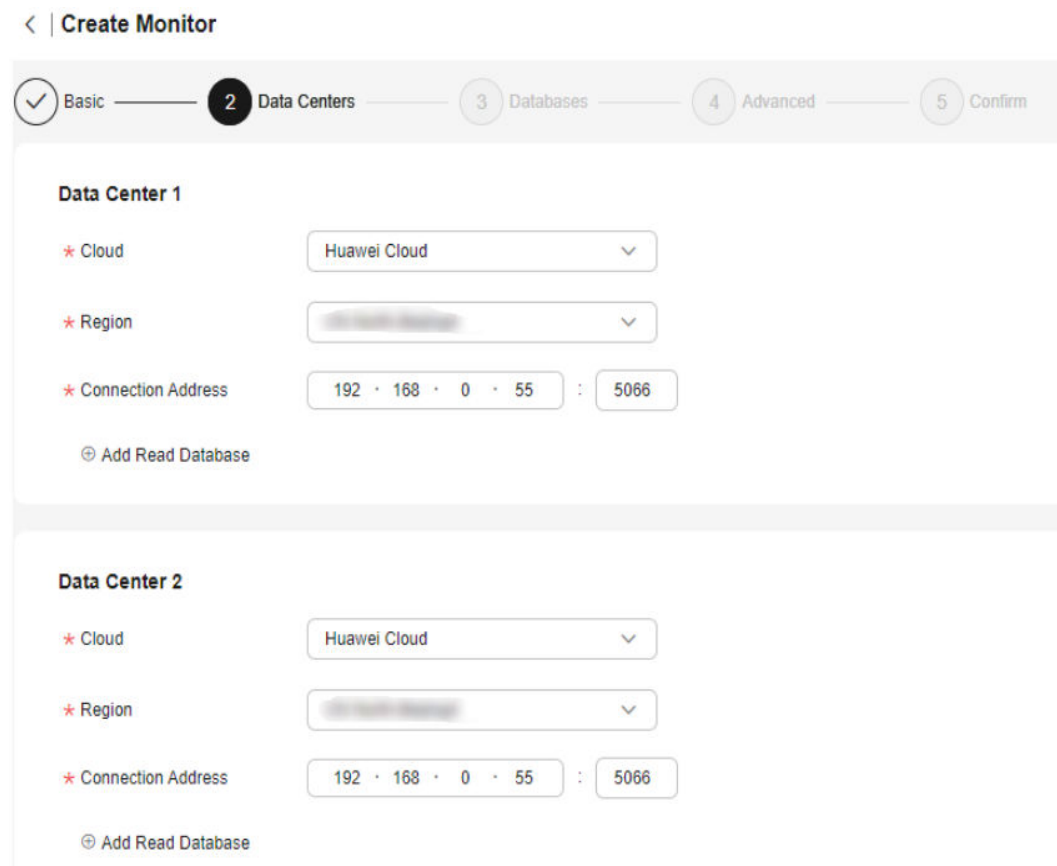 Create Monitor
Basic 2 Data Centers 3 Databases 4 Advanced 5 Confirm
Data Center 1
* Cloud Huawei Cloud
* Region
* Connection Address 192 · 168 · 0 · 55 : 5066
Add Read Database
Data Center 2
* Cloud Huawei Cloud
* Region
* Connection Address 192 · 168 · 0 · 55 : 5066
Add Read Database